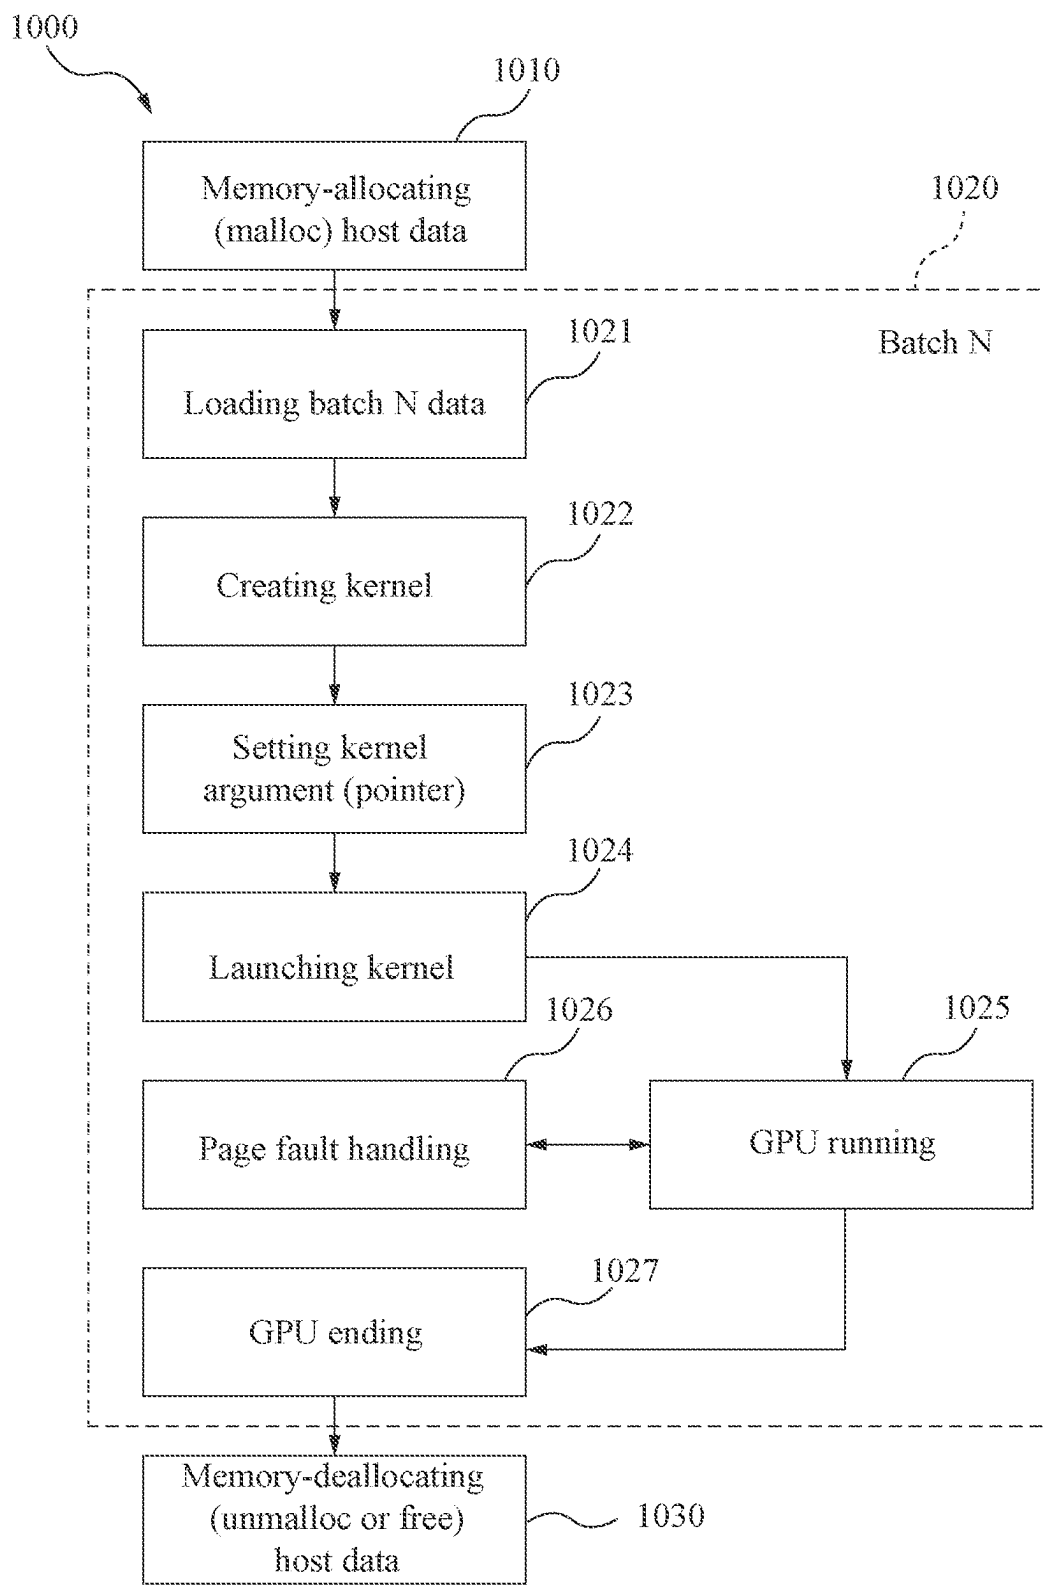 1000
1010
Memory-allocating
(malloc) host data
1020
Batch N
1021
Loading batch N data
1022
Creating kernel
1023
Setting kernel
argument (pointer)
1024
Launching kernel
1026
1025
Page fault handling
GPU running
1027
GPU ending
Memory-deallocating
(unmalloc or free)
host data
1030